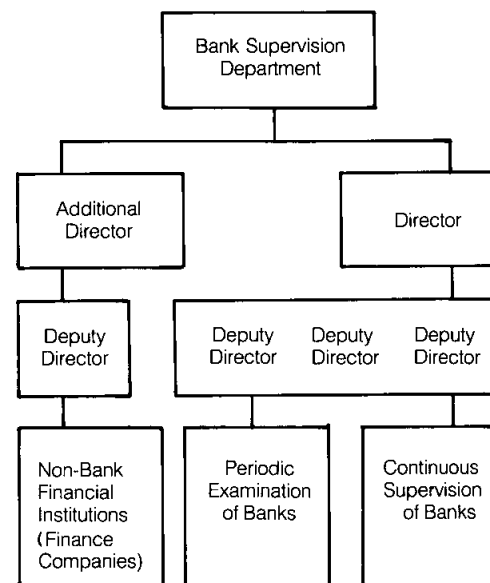 Bank Supervision
Department
Additional
Director
Director
Deputy
Director
Deputy
Director
Deputy
Director
Deputy
Director
Non-Bank
Financial
Institutions
(Finance
Companies)
Periodic
Examination
of Banks
Continuous
Supervision
of Banks